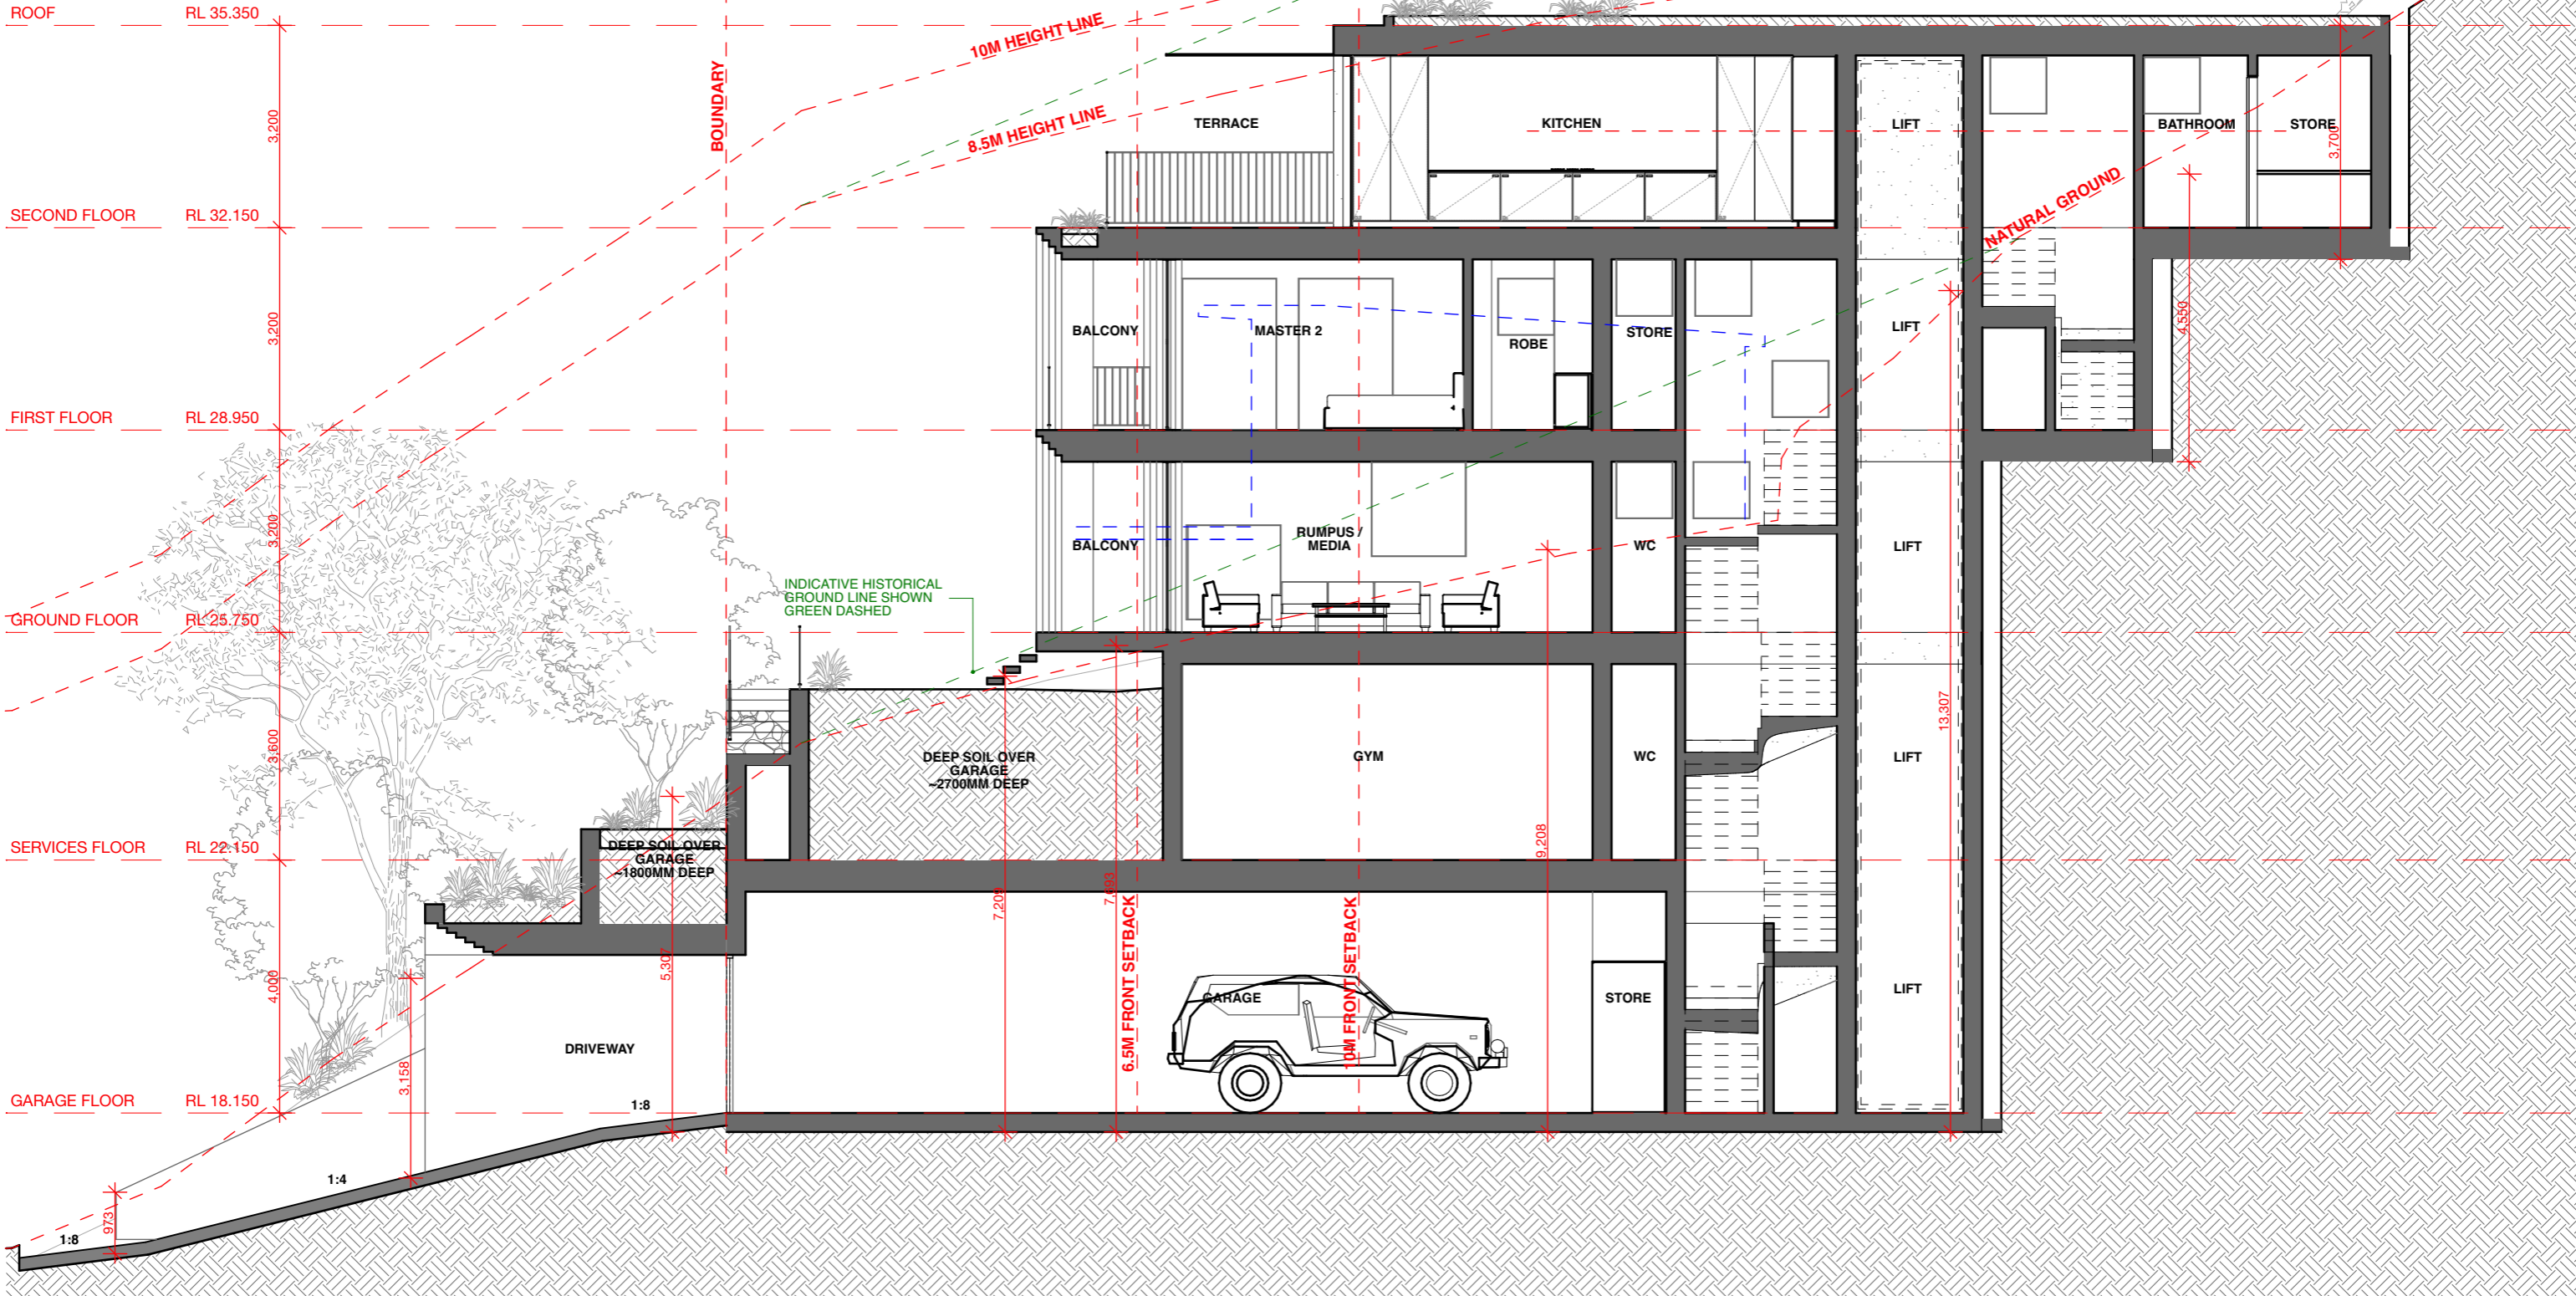 ROOF RL 35.350
10M HEIGHT LINE
8.5M HEIGHT LINE
BOUNDARY
3,200
TERRACE
KITCHEN
LIFT
BATHROOM
STORE
3,700
SECOND FLOOR RL 32.150
NATURAL GROUND
3,200
BALCONY
MASTER 2
ROBE
STORE
LIFT
4,550
FIRST FLOOR RL 28.950
3,200
BALCONY
RUMPUS /
MEDIA
WC
LIFT
INDICATIVE HISTORICAL
GROUND LINE SHOWN
GREEN DASHED
GROUND FLOOR RL 25.750
3,600
DEEP SOIL OVER
GARAGE
~2700MM DEEP
GYM
WC
LIFT
13,307
SERVICES FLOOR RL 22.150
DEEP SOIL OVER
GARAGE
~1800MM DEEP
9,208
7,209
7,693
5,307
4,000
6.5M FRONT SETBACK
10M FRONT SETBACK
GARAGE
STORE
LIFT
DRIVEWAY
3,158
GARAGE FLOOR RL 18.150
1:8
1:4
973
1:8